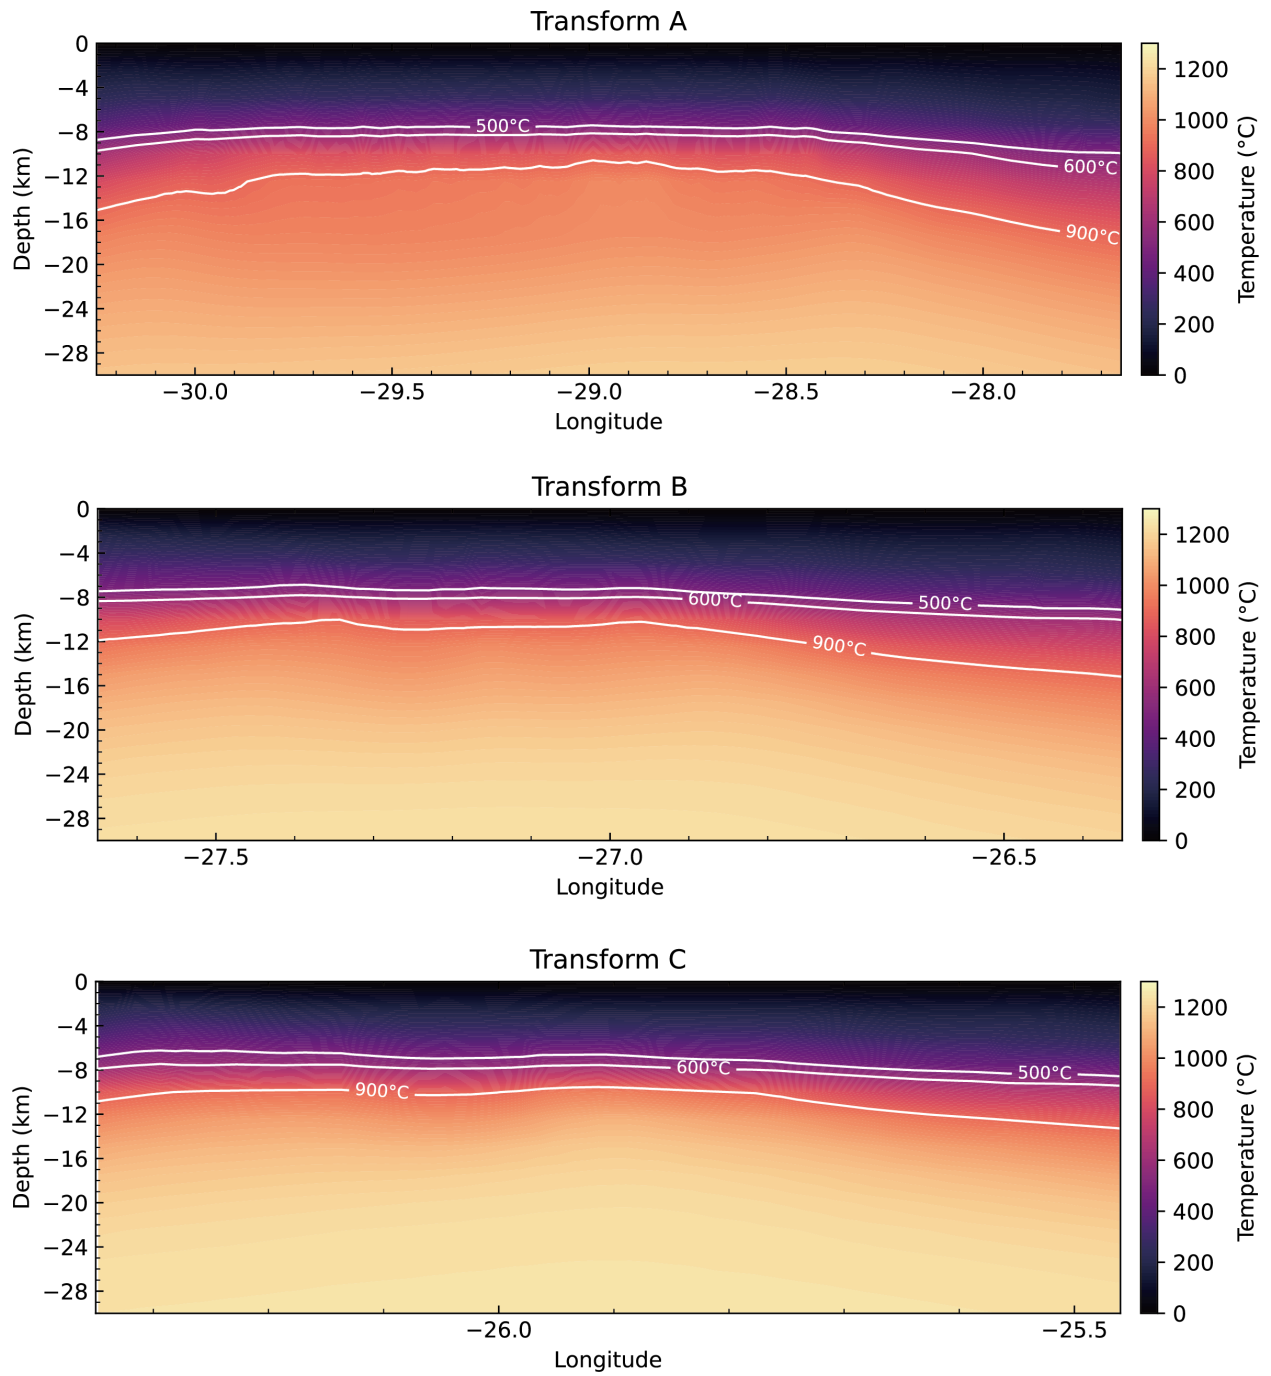 Transform A
0
−4
−8
−12
−16
−20
−24
−28
Depth (km)
500°C
600°C
900°C
−30.0 −29.5 −29.0 −28.5 −28.0
Longitude
1200
1000
800
600
400
200
0
Temperature (°C)
Transform B
0
−4
−8
−12
−16
−20
−24
−28
Depth (km)
600°C
500°C
900°C
−27.5 −27.0 −26.5
Longitude
1200
1000
800
600
400
200
0
Temperature (°C)
Transform C
0
−4
−8
−12
−16
−20
−24
−28
Depth (km)
600°C
500°C
900°C
−26.0 −25.5
Longitude
1200
1000
800
600
400
200
0
Temperature (°C)